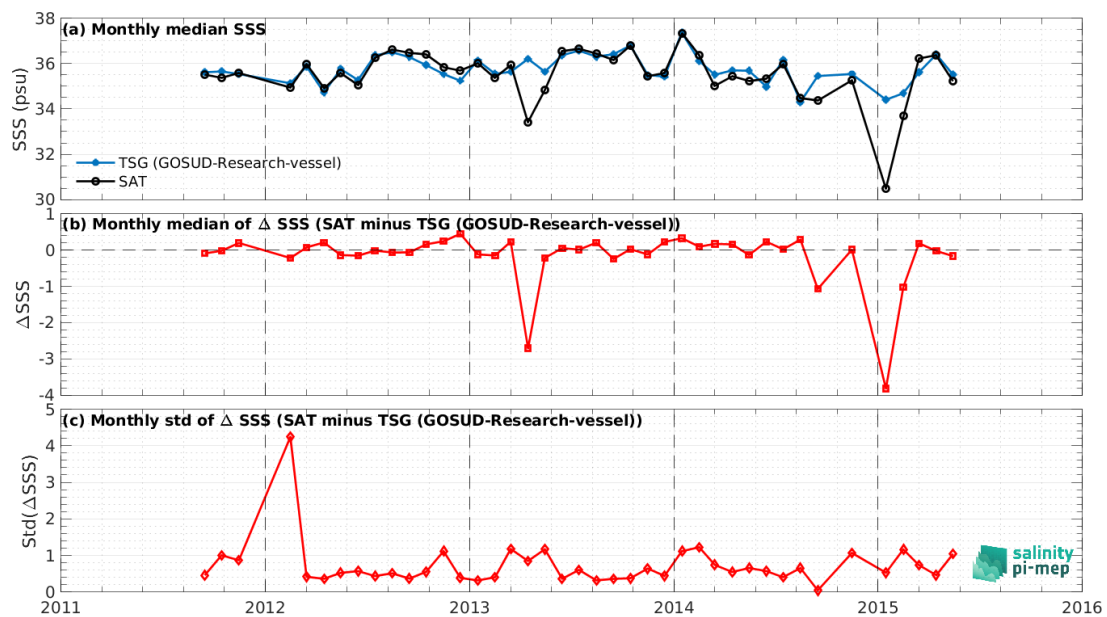 (a) Monthly median SSS
38
36
34
32
30
SSS (psu)
TSG (GOSUD-Research-vessel)
SAT
(b) Monthly median of Δ SSS (SAT minus TSG (GOSUD-Research-vessel))
1
0
-1
-2
-3
-4
ΔSSS
(c) Monthly std of Δ SSS (SAT minus TSG (GOSUD-Research-vessel))
5
4
3
2
1
0
Std(ΔSSS)
2011 2012 2013 2014 2015 2016
salinity
pi-mep